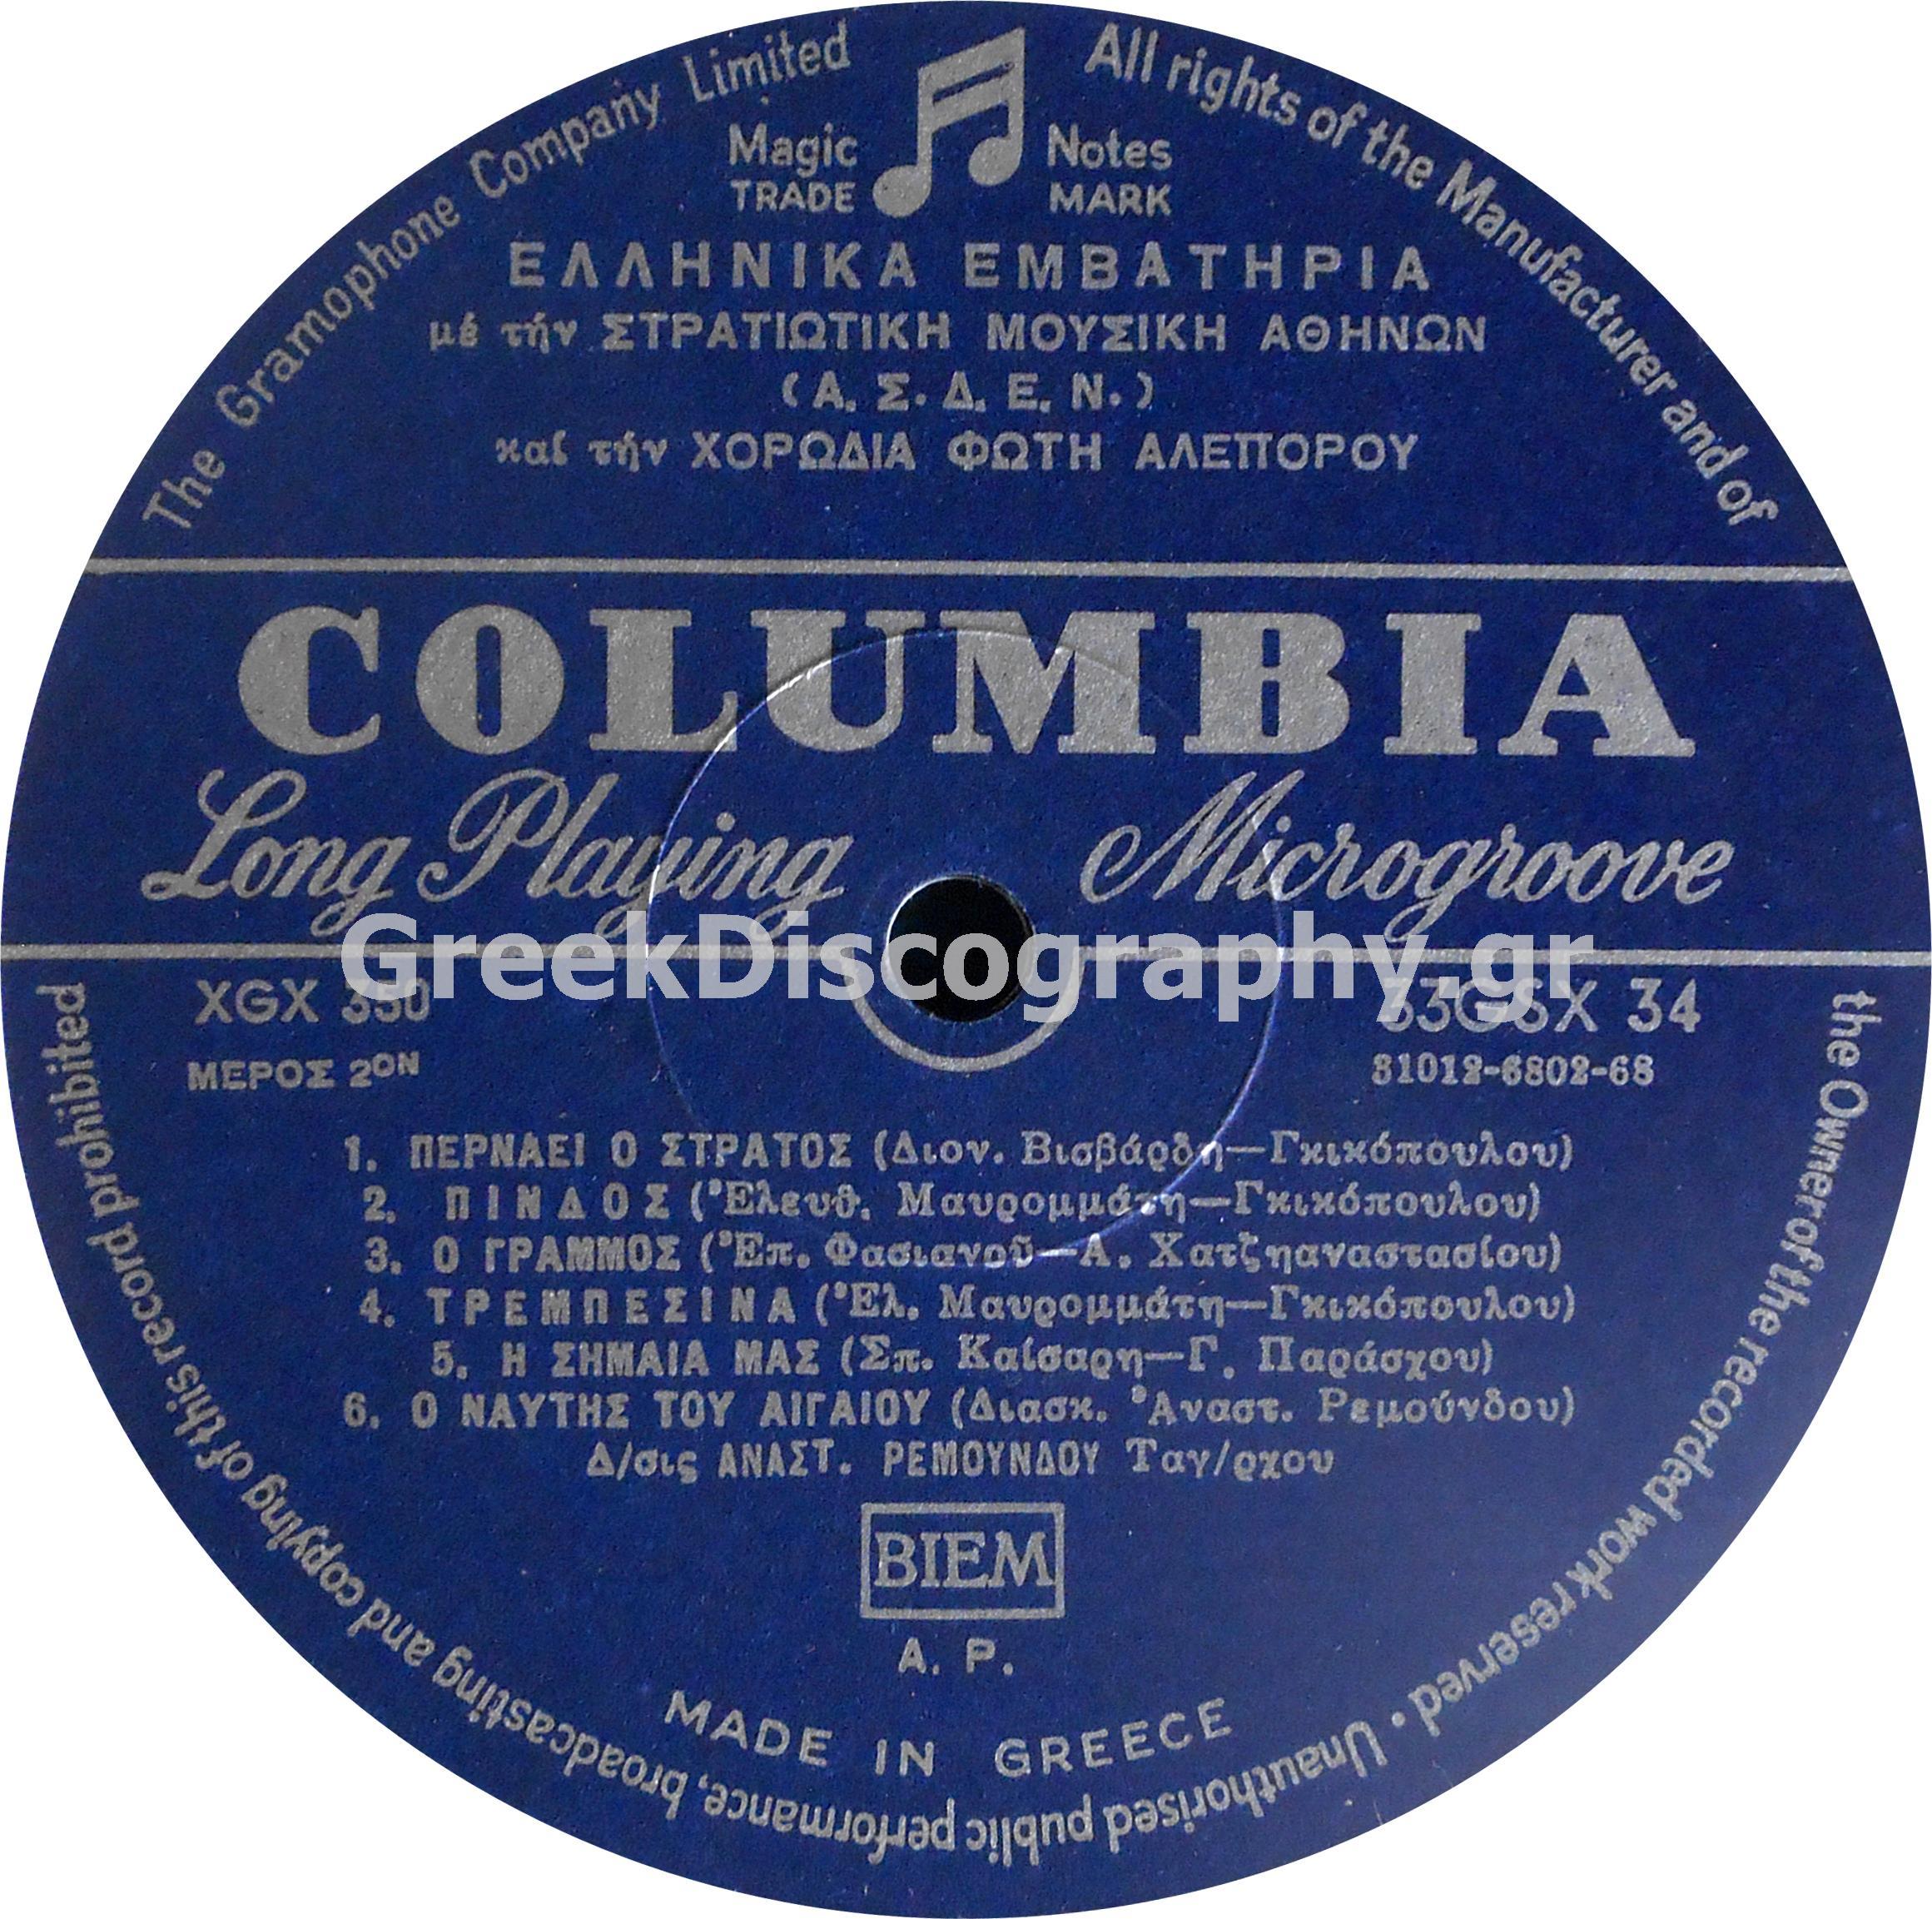 The Gramophone Company Limited
All rights of the Manufacturer and of
the Owner of the recorded work reserved • Unauthorised public performance, broadcasting and copying of this record prohibited
Magic Notes
TRADE MARK
ΕΛΛΗΝΙΚΑ ΕΜΒΑΤΗΡΙΑ
μέ τήν ΣΤΡΑΤΙΩΤΙΚΗ ΜΟΥΣΙΚΗ ΑΘΗΝΩΝ
(Α. Σ. Δ. Ε. Ν.)
καί τήν ΧΟΡΩΔΙΑ ΦΩΤΗ ΑΛΕΠΟΡΟΥ
COLUMBIA
Long Playing Microgroove
GreekDiscography.gr
XGX 350 33GSX 34
ΜΕΡΟΣ 2ΟΝ 31012-6802-68
1. ΠΕΡΝΑΕΙ Ο ΣΤΡΑΤΟΣ (Διον. Βισβάρδη—Γκικόπουλου)
2. ΠΙΝΔΟΣ (Ἐλευθ. Μαυρομμάτη—Γκικόπουλου)
3. Ο ΓΡΑΜΜΟΣ (Ἐπ. Φασιανοῦ—Α. Χατζηαναστασίου)
4. ΤΡΕΜΠΕΣΙΝΑ (Ἐλ. Μαυρομμάτη—Γκικόπουλου)
5. Η ΣΗΜΑΙΑ ΜΑΣ (Σπ. Καίσαρη—Γ. Παράσχου)
6. Ο ΝΑΥΤΗΣ ΤΟΥ ΑΙΓΑΙΟΥ (Διασκ. Ἀναστ. Ρεμούνδου)
Δ/σις ΑΝΑΣΤ. ΡΕΜΟΥΝΔΟΥ Ταγ/ρχου
BIEM
A. P.
MADE IN GREECE